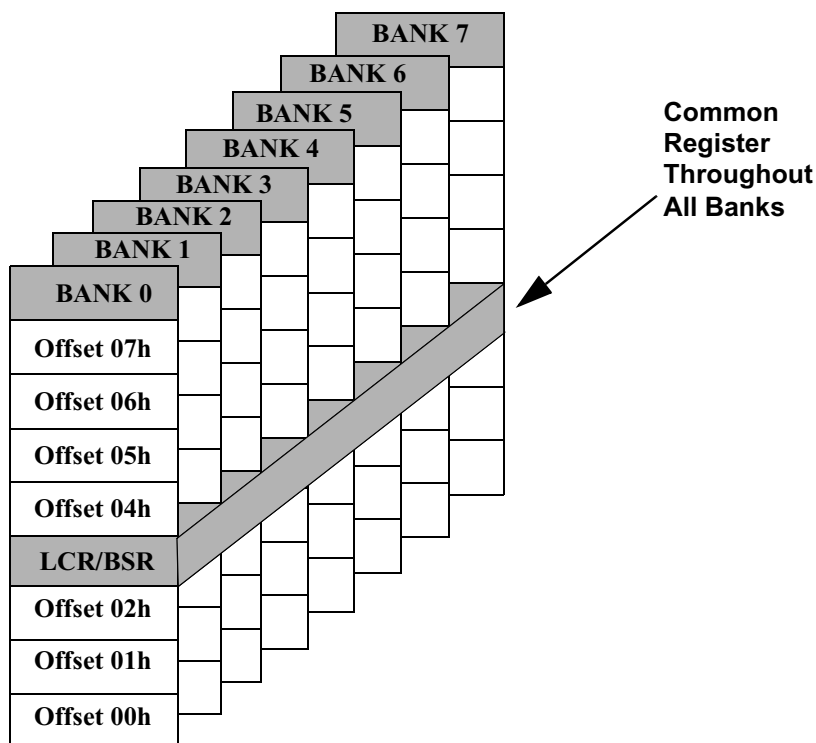 BANK 7
BANK 6
BANK 5
BANK 4
BANK 3
BANK 2
BANK 1
BANK 0
Offset 07h
Offset 06h
Offset 05h
Offset 04h
LCR/BSR
Offset 02h
Offset 01h
Offset 00h
Common
Register
Throughout
All Banks